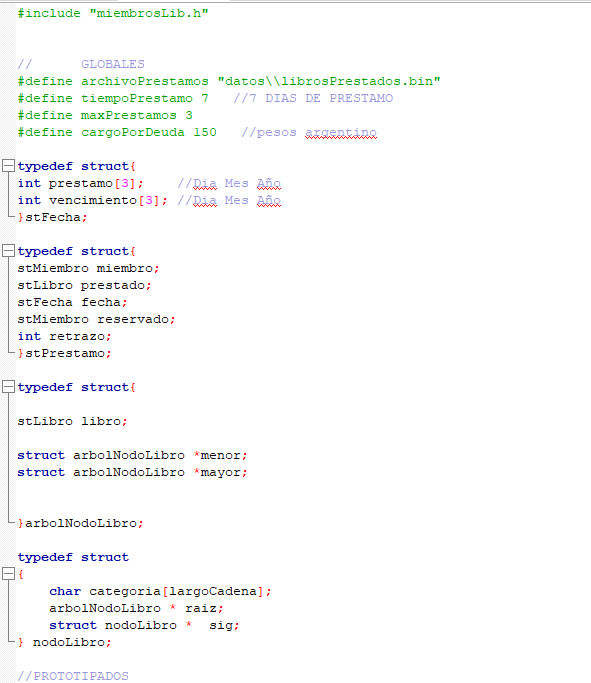 #include "miembrosLib.h"
//      GLOBALES
#define archivoPrestamos "datos\\librosPrestados.bin"
#define tiempoPrestamo 7   //7 DIAS DE PRESTAMO
#define maxPrestamos 3
#define cargoPorDeuda 150   //pesos argentino
typedef struct{
int prestamo[3];    //Dia Mes Año
int vencimiento[3]; //Dia Mes Año
}stFecha;
typedef struct{
stMiembro miembro;
stLibro prestado;
stFecha fecha;
stMiembro reservado;
int retrazo;
}stPrestamo;
typedef struct{
stLibro libro;
struct arbolNodoLibro *menor;
struct arbolNodoLibro *mayor;
}arbolNodoLibro;
typedef struct
{
    char categoria[largoCadena];
    arbolNodoLibro * raiz;
    struct nodoLibro *  sig;
} nodoLibro;
//PROTOTIPADOS